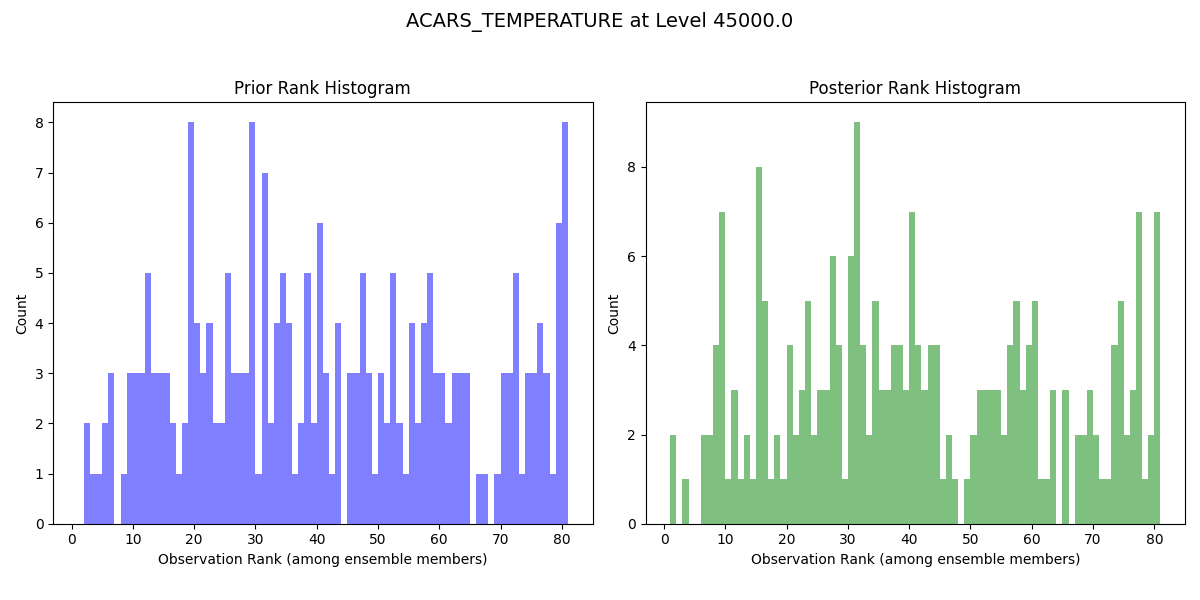 ACARS_TEMPERATURE at Level 45000.0
Prior Rank Histogram
Count
8
7
6
5
4
3
2
1
0
0 10 20 30 40 50 60 70 80
Observation Rank (among ensemble members)
Posterior Rank Histogram
Count
8
6
4
2
0
0 10 20 30 40 50 60 70 80
Observation Rank (among ensemble members)